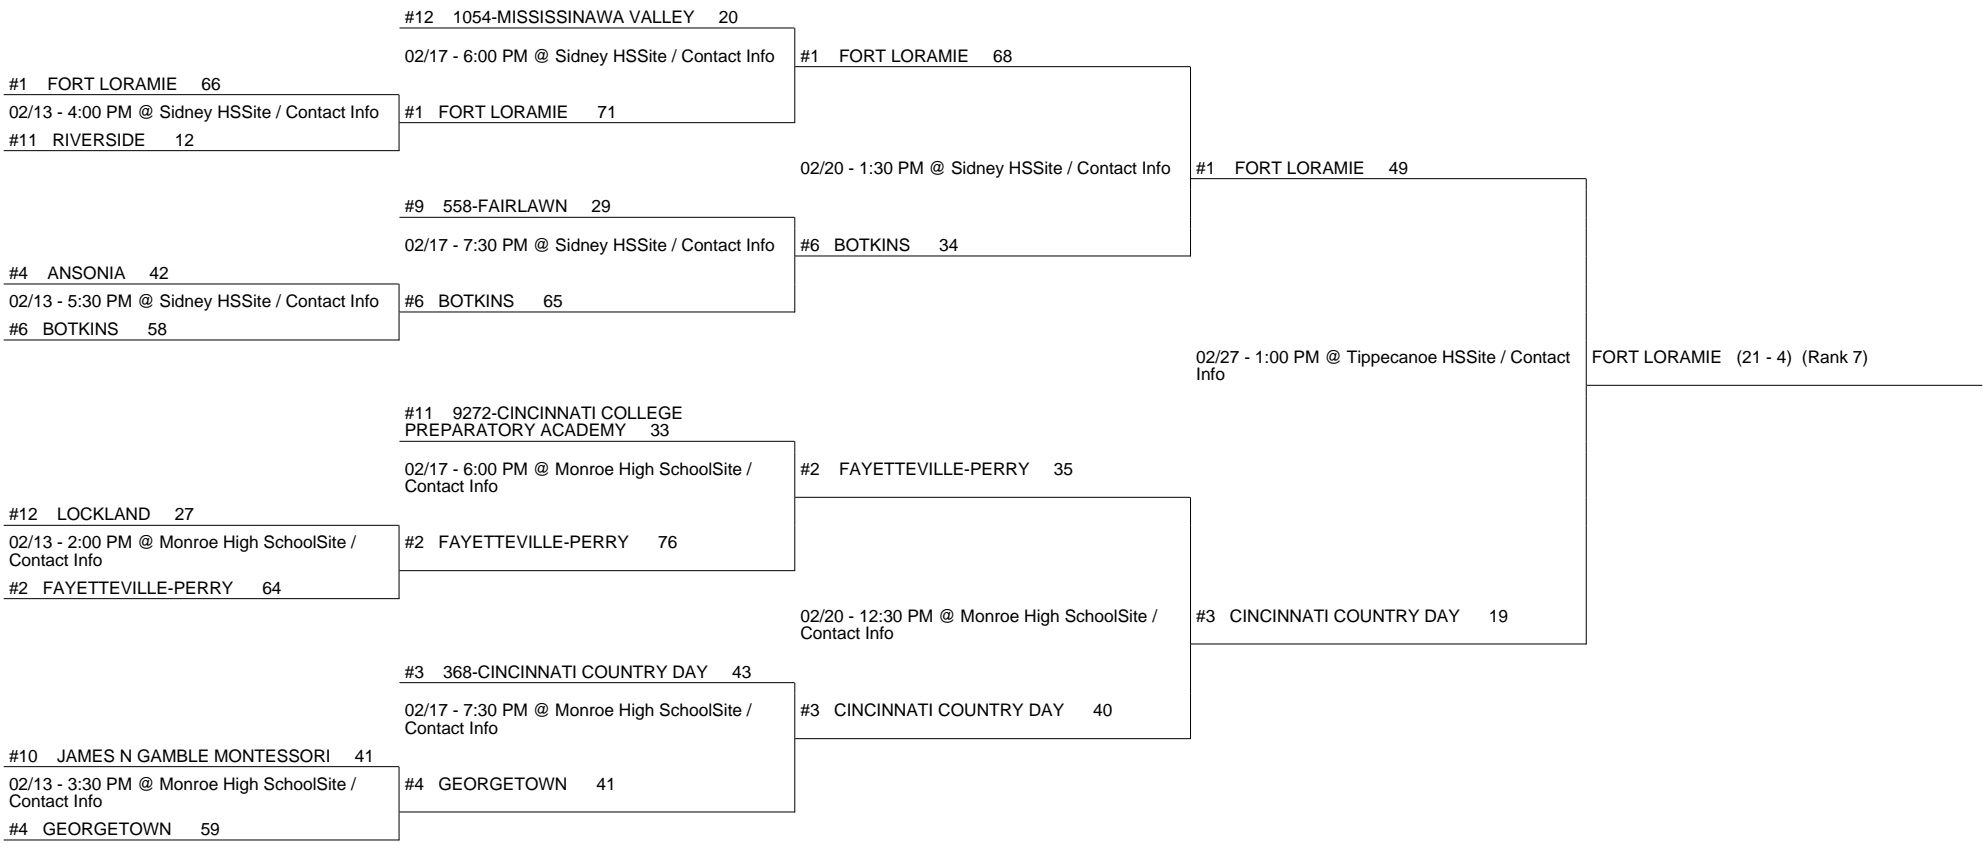 #12 1054-MISSISSINAWA VALLEY 20
02/17 - 6:00 PM @ Sidney HSSite / Contact Info
#1 FORT LORAMIE 68
#1 FORT LORAMIE 66
02/13 - 4:00 PM @ Sidney HSSite / Contact Info
#1 FORT LORAMIE 71
#11 RIVERSIDE 12
02/20 - 1:30 PM @ Sidney HSSite / Contact Info
#1 FORT LORAMIE 49
#9 558-FAIRLAWN 29
02/17 - 7:30 PM @ Sidney HSSite / Contact Info
#6 BOTKINS 34
#4 ANSONIA 42
02/13 - 5:30 PM @ Sidney HSSite / Contact Info
#6 BOTKINS 65
#6 BOTKINS 58
02/27 - 1:00 PM @ Tippecanoe HSSite / Contact
Info
FORT LORAMIE (21 - 4) (Rank 7)
#11 9272-CINCINNATI COLLEGE
PREPARATORY ACADEMY 33
02/17 - 6:00 PM @ Monroe High SchoolSite /
Contact Info
#2 FAYETTEVILLE-PERRY 35
#12 LOCKLAND 27
02/13 - 2:00 PM @ Monroe High SchoolSite /
Contact Info
#2 FAYETTEVILLE-PERRY 76
#2 FAYETTEVILLE-PERRY 64
02/20 - 12:30 PM @ Monroe High SchoolSite /
Contact Info
#3 CINCINNATI COUNTRY DAY 19
#3 368-CINCINNATI COUNTRY DAY 43
02/17 - 7:30 PM @ Monroe High SchoolSite /
Contact Info
#3 CINCINNATI COUNTRY DAY 40
#10 JAMES N GAMBLE MONTESSORI 41
02/13 - 3:30 PM @ Monroe High SchoolSite /
Contact Info
#4 GEORGETOWN 41
#4 GEORGETOWN 59